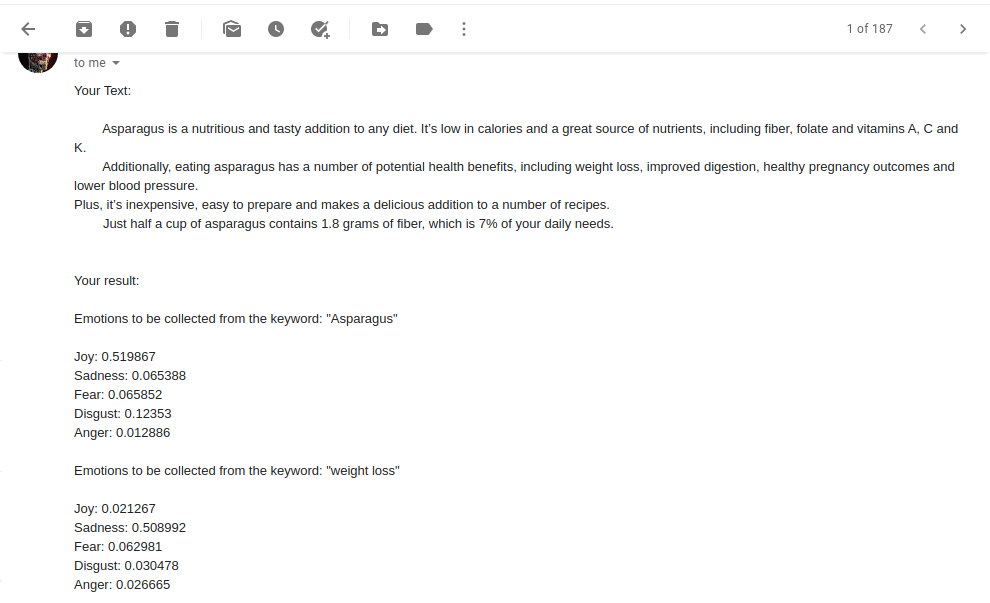 1 of 187
to me
Your Text:
Asparagus is a nutritious and tasty addition to any diet. It’s low in calories and a great source of nutrients, including fiber, folate and vitamins A, C and
K.
Additionally, eating asparagus has a number of potential health benefits, including weight loss, improved digestion, healthy pregnancy outcomes and
lower blood pressure.
Plus, it’s inexpensive, easy to prepare and makes a delicious addition to a number of recipes.
Just half a cup of asparagus contains 1.8 grams of fiber, which is 7% of your daily needs.
Your result:
Emotions to be collected from the keyword: "Asparagus"
Joy: 0.519867
Sadness: 0.065388
Fear: 0.065852
Disgust: 0.12353
Anger: 0.012886
Emotions to be collected from the keyword: "weight loss"
Joy: 0.021267
Sadness: 0.508992
Fear: 0.062981
Disgust: 0.030478
Anger: 0.026665